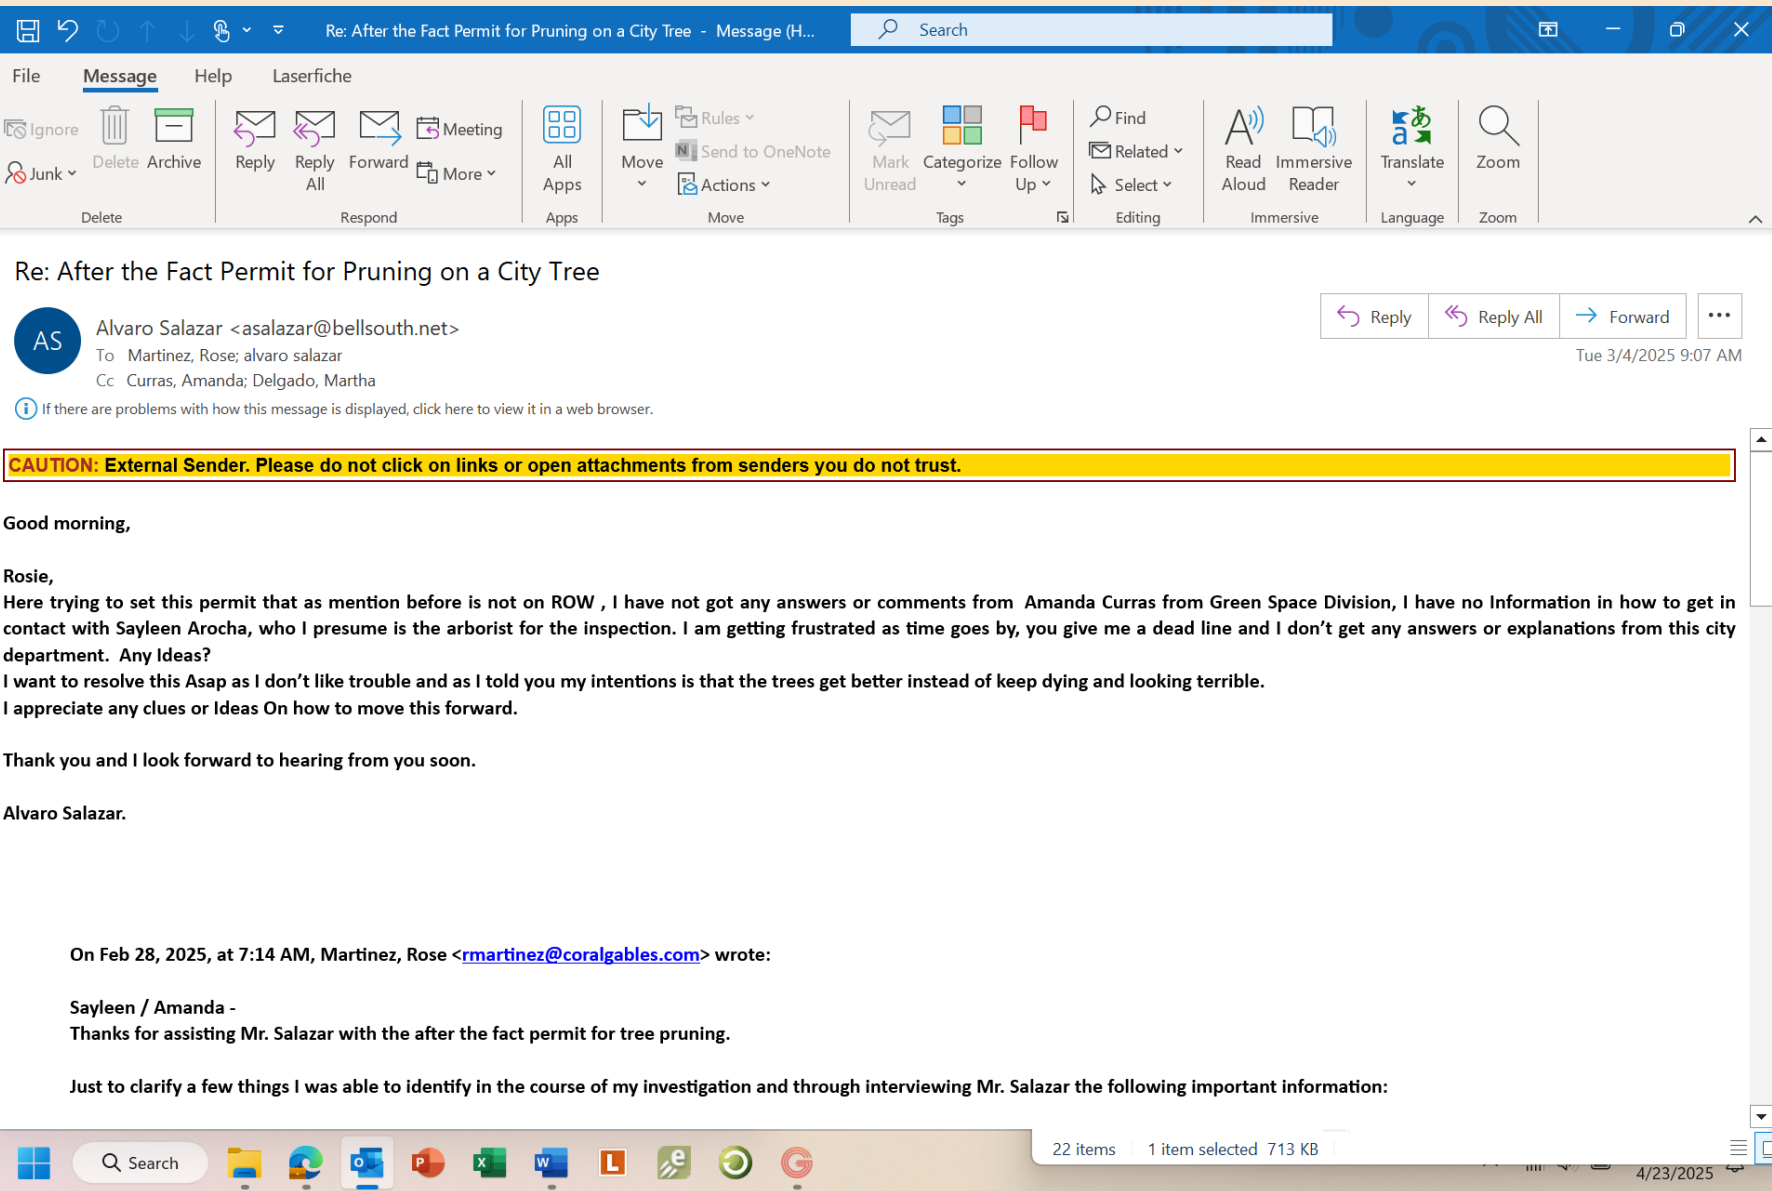 Re: After the Fact Permit for Pruning on a City Tree - Message (H...
Search
File Message Help Laserfiche
Ignore
Junk
Delete
Archive
Delete
Reply
Reply All
Forward
Meeting
More
Respond
All Apps
Apps
Move
Rules
Send to OneNote
Actions
Move
Mark Unread
Categorize
Follow Up
Tags
Find
Related
Select
Editing
Read Aloud
Immersive Reader
Immersive
Translate
Language
Zoom
Zoom
Re: After the Fact Permit for Pruning on a City Tree
AS
Alvaro Salazar <asalazar@bellsouth.net>
To Martinez, Rose; alvaro salazar
Cc Curras, Amanda; Delgado, Martha
Reply Reply All Forward ...
Tue 3/4/2025 9:07 AM
If there are problems with how this message is displayed, click here to view it in a web browser.
CAUTION: External Sender. Please do not click on links or open attachments from senders you do not trust.
Good morning,
Rosie,
Here trying to set this permit that as mention before is not on ROW , I have not got any answers or comments from Amanda Curras from Green Space Division, I have no Information in how to get in
contact with Sayleen Arocha, who I presume is the arborist for the inspection. I am getting frustrated as time goes by, you give me a dead line and I don't get any answers or explanations from this city
department. Any Ideas?
I want to resolve this Asap as I don't like trouble and as I told you my intentions is that the trees get better instead of keep dying and looking terrible.
I appreciate any clues or Ideas On how to move this forward.
Thank you and I look forward to hearing from you soon.
Alvaro Salazar.
On Feb 28, 2025, at 7:14 AM, Martinez, Rose <rmartinez@coralgables.com> wrote:
Sayleen / Amanda -
Thanks for assisting Mr. Salazar with the after the fact permit for tree pruning.
Just to clarify a few things I was able to identify in the course of my investigation and through interviewing Mr. Salazar the following important information:
22 items 1 item selected 713 KB
Search
4/23/2025